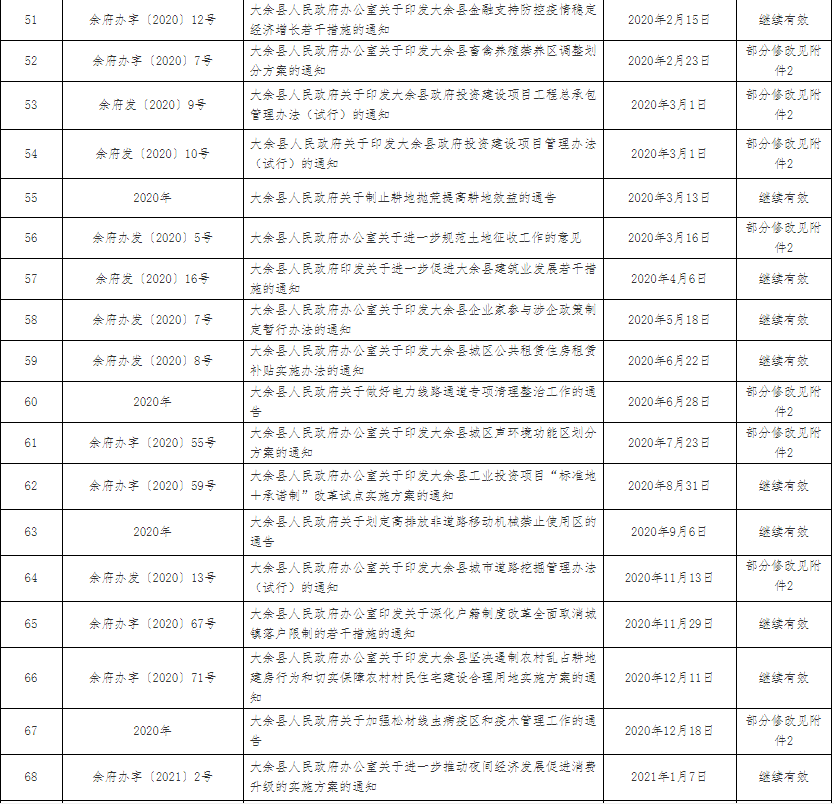 51 余府办字〔2020〕12号 大余县人民政府办公室关于印发大余县金融支持防控疫情稳定 2020年2月15日 继续有效
经济增长若干措施的通知
52 余府办字〔2020〕7号 大余县人民政府办公室关于印发大余县畜禽养殖禁养区调整划 2020年2月23日 部分修改见附
分方案的通知 件2
53 余府发〔2020〕9号 大余县人民政府关于印发大余县政府投资建设项目工程总承包 2020年3月1日 部分修改见附
管理办法（试行）的通知 件2
54 余府发〔2020〕10号 大余县人民政府关于印发大余县政府投资建设项目管理办法 2020年3月1日 部分修改见附
（试行）的通知 件2
55 2020年 大余县人民政府关于制止耕地抛荒提高耕地效益的通告 2020年3月13日 继续有效
56 余府办发〔2020〕5号 大余县人民政府办公室关于进一步规范土地征收工作的意见 2020年3月16日 部分修改见附
件2
57 余府发〔2020〕16号 大余县人民政府印发关于进一步促进大余县建筑业发展若干措 2020年4月6日 继续有效
施的通知
58 余府办发〔2020〕7号 大余县人民政府办公室关于印发大余县企业家参与涉企政策制 2020年5月18日 继续有效
定暂行办法的通知
59 余府办发〔2020〕8号 大余县人民政府办公室关于印发大余县城区公共租赁住房租赁 2020年6月22日 继续有效
补贴实施办法的通知
60 2020年 大余县人民政府关于做好电力线路通道专项清理整治工作的通 2020年6月28日 部分修改见附
告 件2
61 余府办字〔2020〕55号 大余县人民政府办公室关于印发大余县城区声环境功能区划分 2020年7月23日 部分修改见附
方案的通知 件2
62 余府办字〔2020〕59号 大余县人民政府办公室关于印发大余县工业投资项目“标准地 2020年8月31日 继续有效
＋承诺制”改革试点实施方案的通知
63 2020年 大余县人民政府关于划定高排放非道路移动机械禁止使用区的 2020年9月6日 继续有效
通告
64 余府办发〔2020〕13号 大余县人民政府办公室关于印发大余县城市道路挖掘管理办法 2020年11月13日 部分修改见附
（试行）的通知 件2
65 余府办字〔2020〕67号 大余县人民政府办公室印发关于深化户籍制度改革全面取消城 2020年11月29日 继续有效
镇落户限制的若干措施的通知
66 余府办字〔2020〕71号 大余县人民政府办公室关于印发大余县坚决遏制农村乱占耕地 2020年12月11日 继续有效
建房行为和切实保障农村村民住宅建设合理用地实施方案的通
知
67 2020年 大余县人民政府关于加强松材线虫病疫区和疫木管理工作的通 2020年12月18日 部分修改见附
告 件2
68 余府办字〔2021〕2号 大余县人民政府办公室关于进一步推动夜间经济发展促进消费 2021年1月7日 继续有效
升级的实施方案的通知